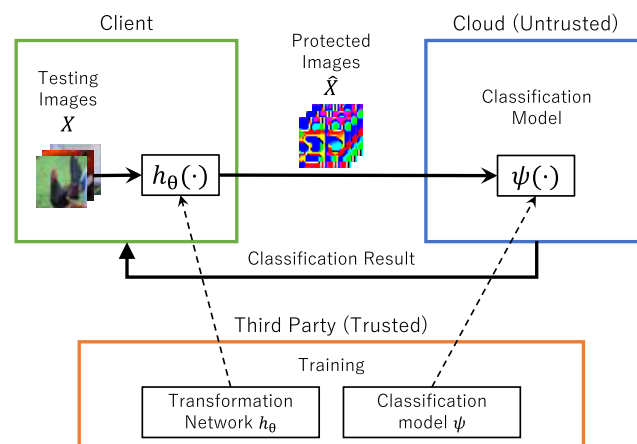 Client
Protected
Images
X̂
Cloud (Untrusted)
Testing
Images
X
Classification
Model
h_θ(·)
ψ(·)
Classification Result
Third Party (Trusted)
Training
Transformation
Network h_θ
Classification
model ψ